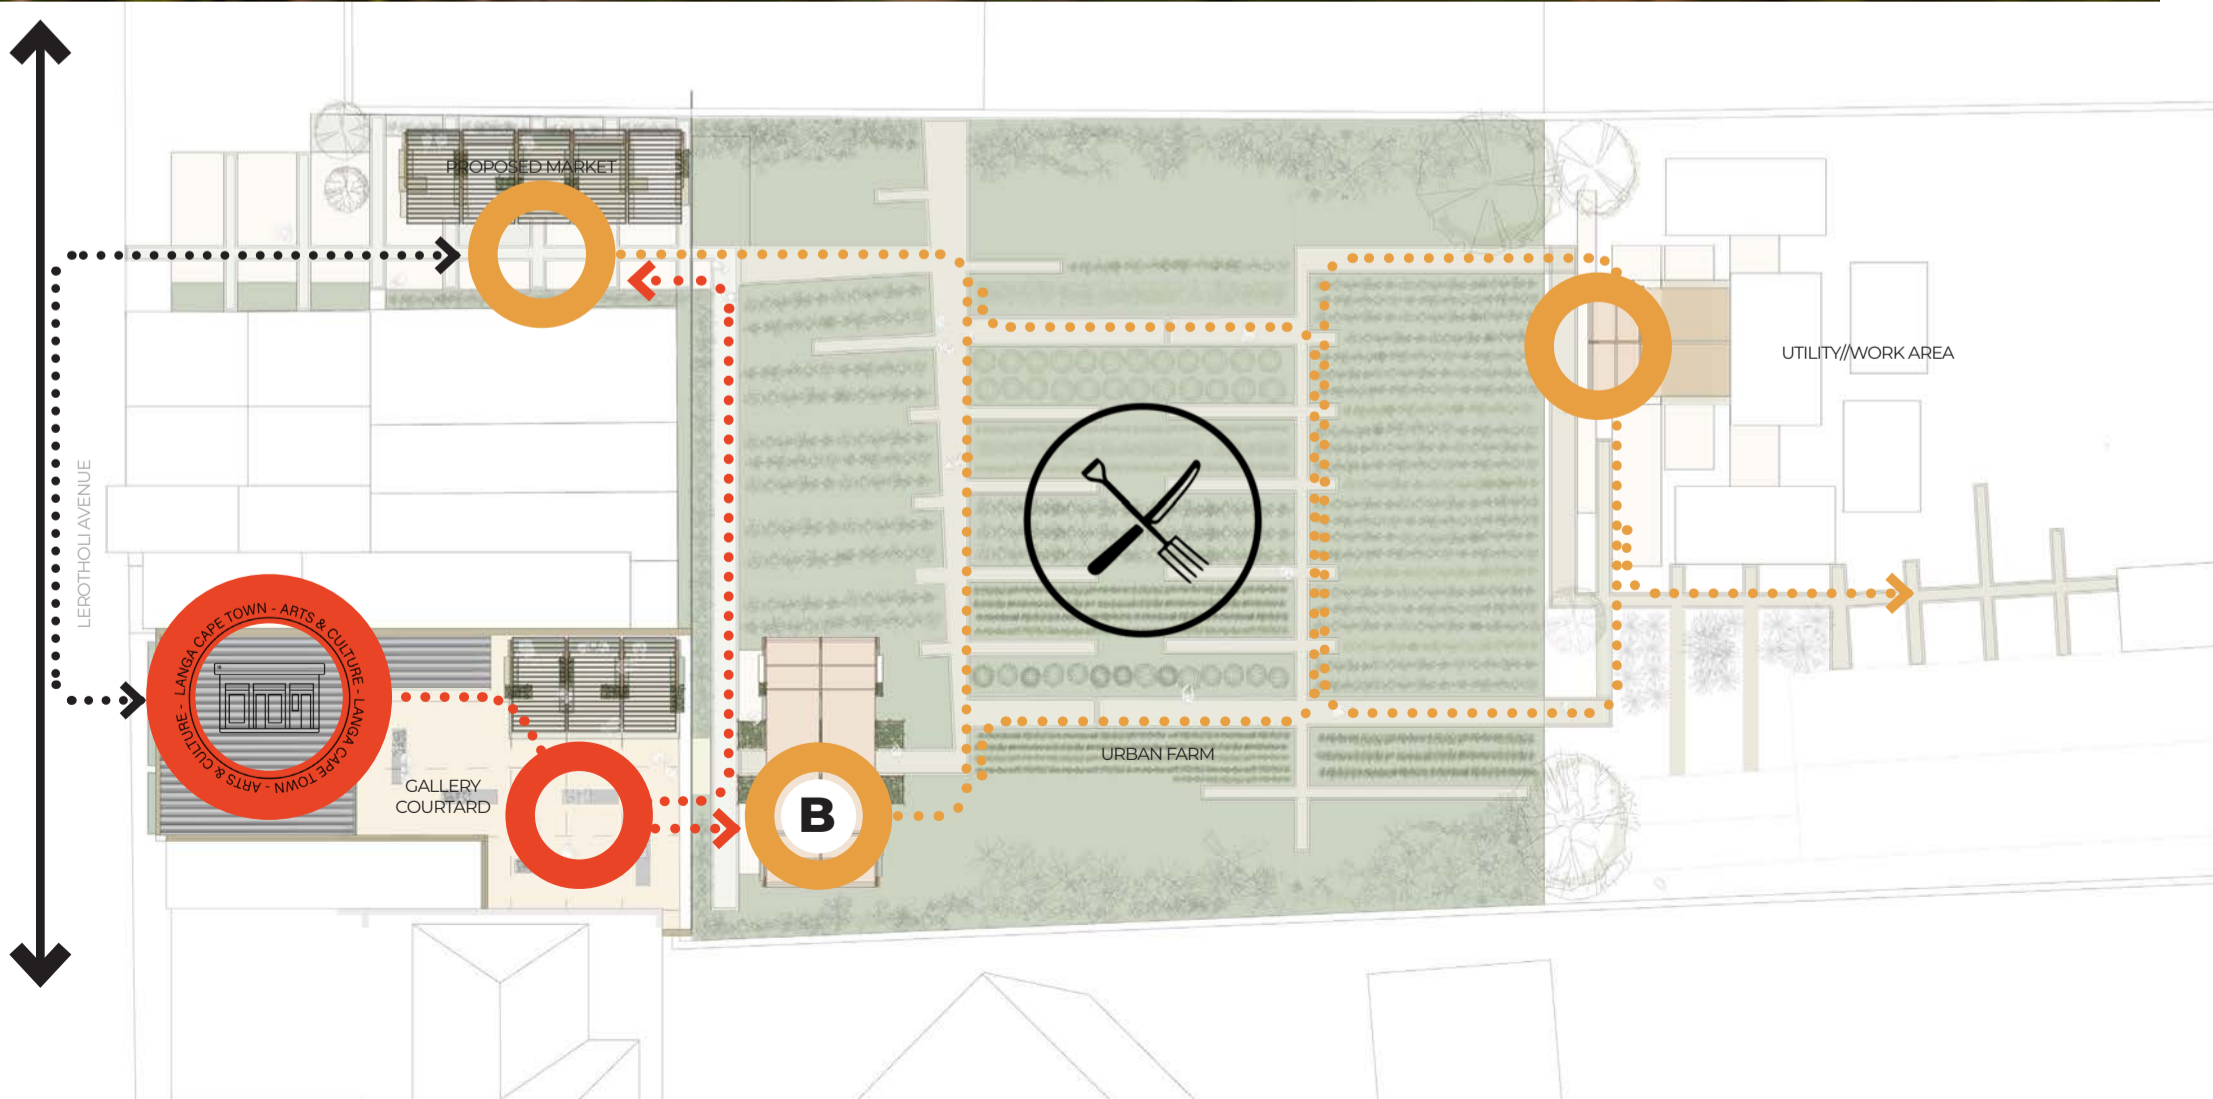 PROPOSED MARKET
UTILITY//WORK AREA
LEROTHOLI AVENUE
LANGA CAPE TOWN - ARTS & CULTURE - LANGA CAPE TOWN - ARTS & CULTURE -
GALLERY
COURTARD
B
URBAN FARM